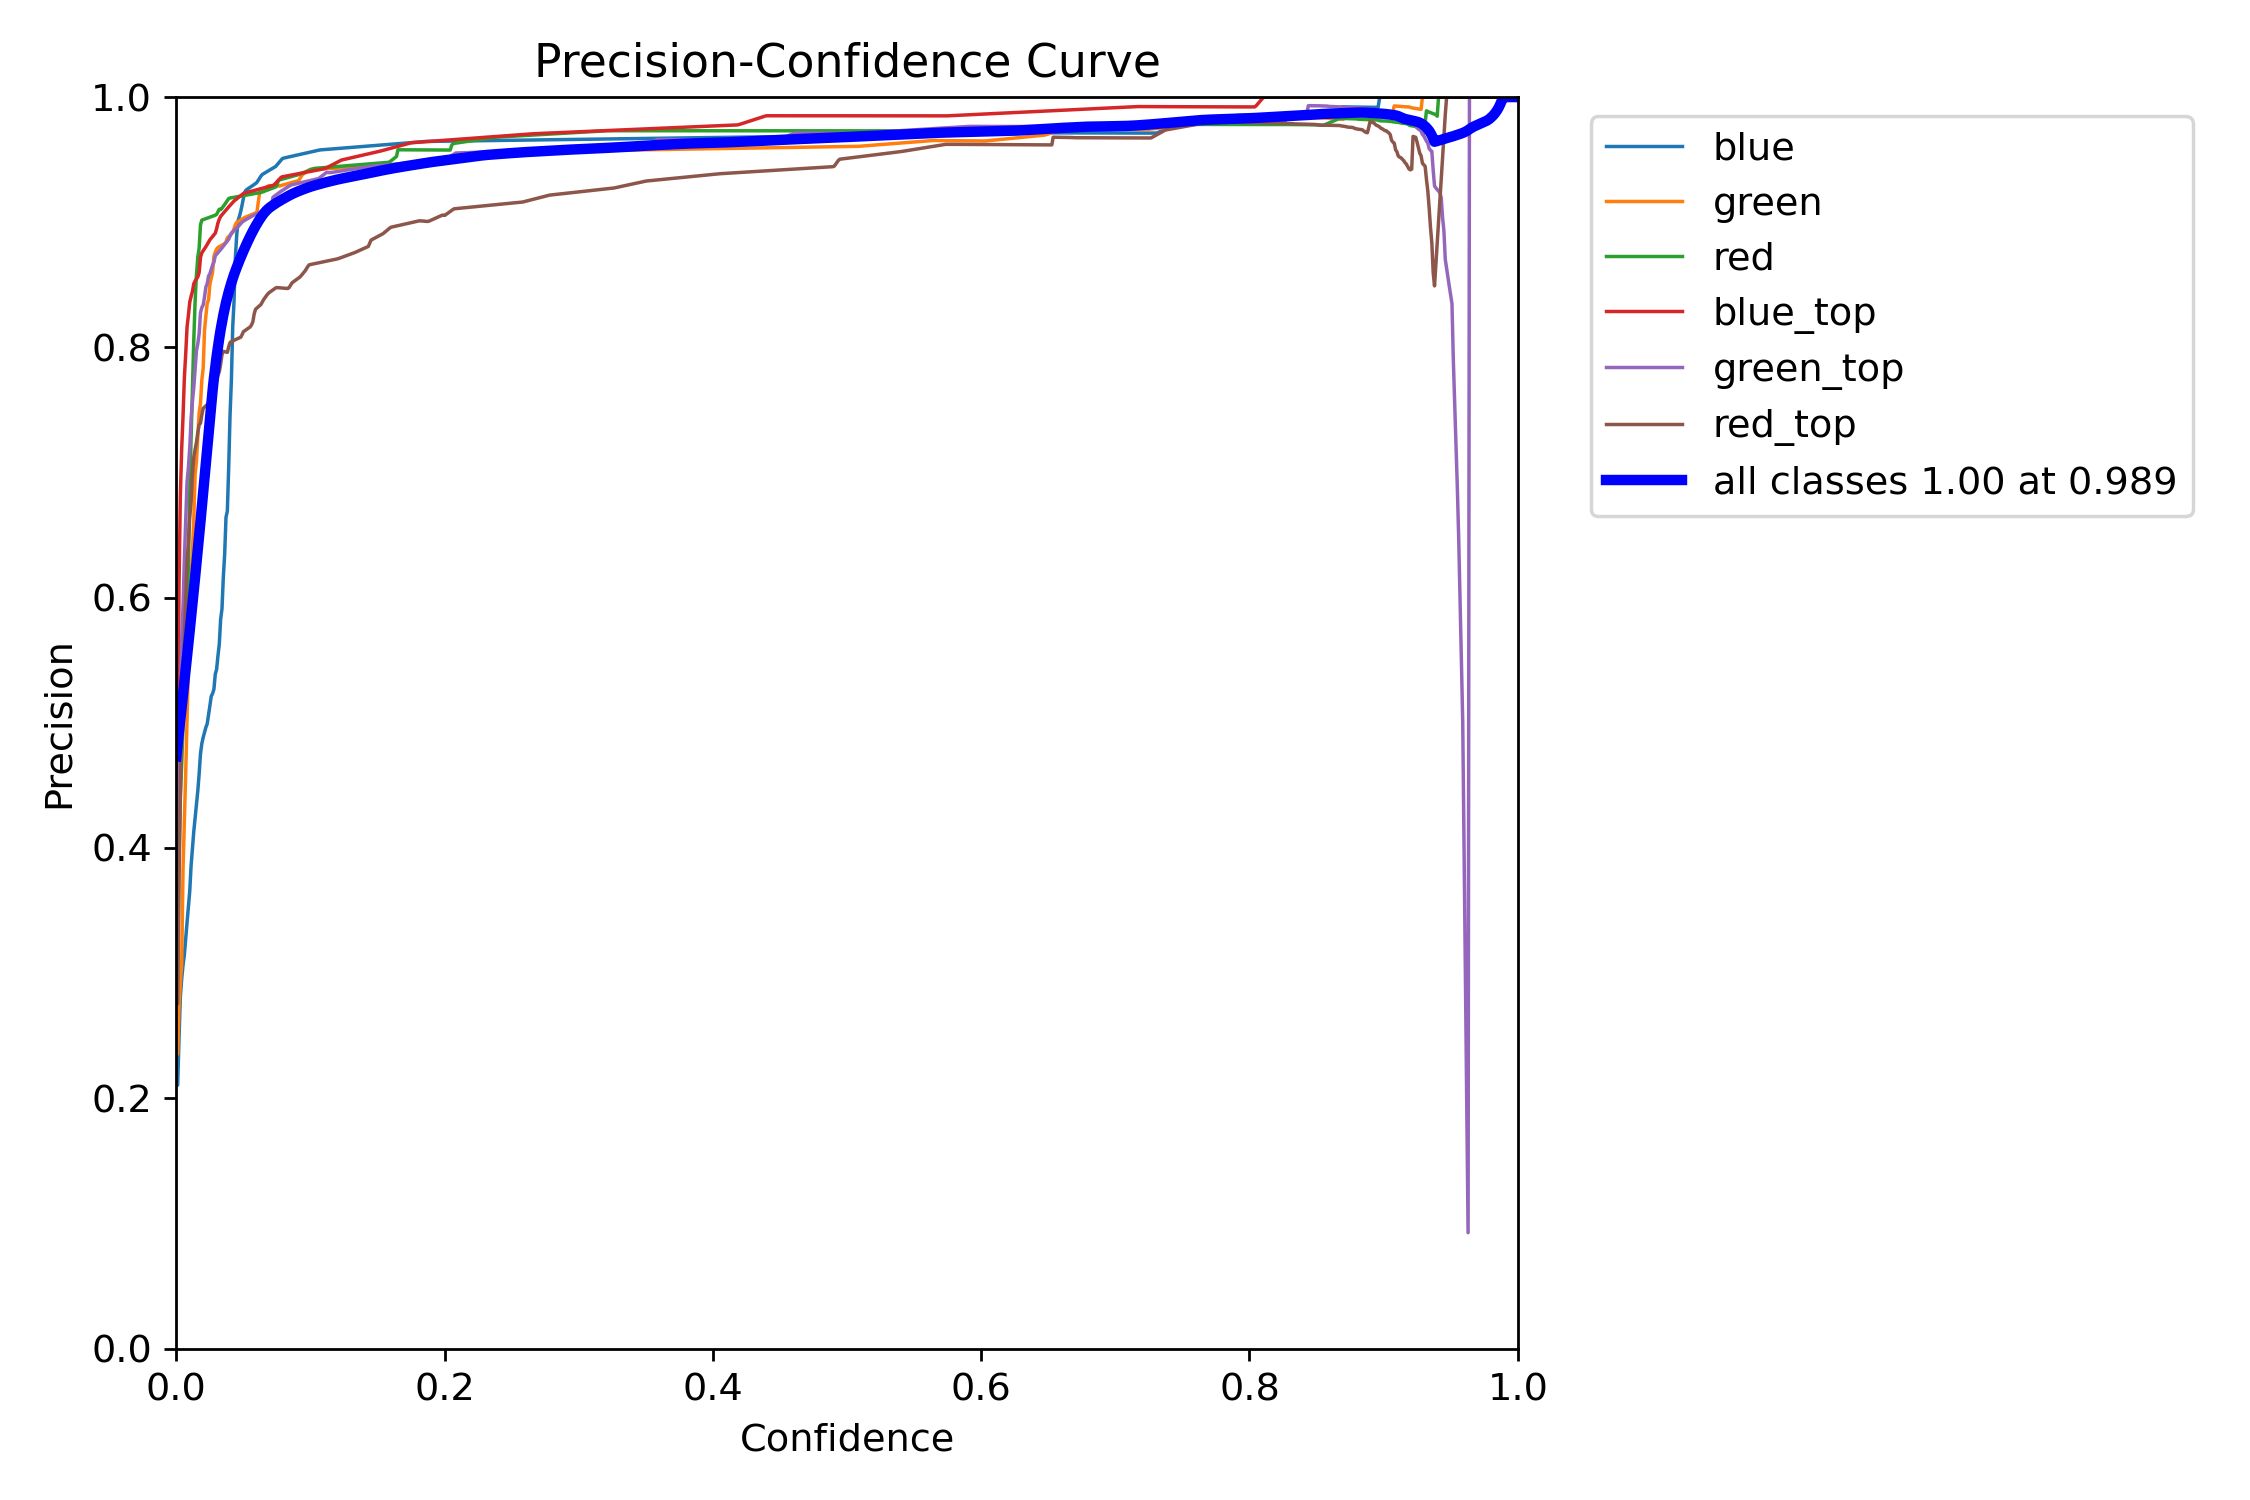 Precision-Confidence Curve
1.0
0.8
0.6
0.4
0.2
0.0
Precision
0.0 0.2 0.4 0.6 0.8 1.0
Confidence
blue
green
red
blue_top
green_top
red_top
all classes 1.00 at 0.989